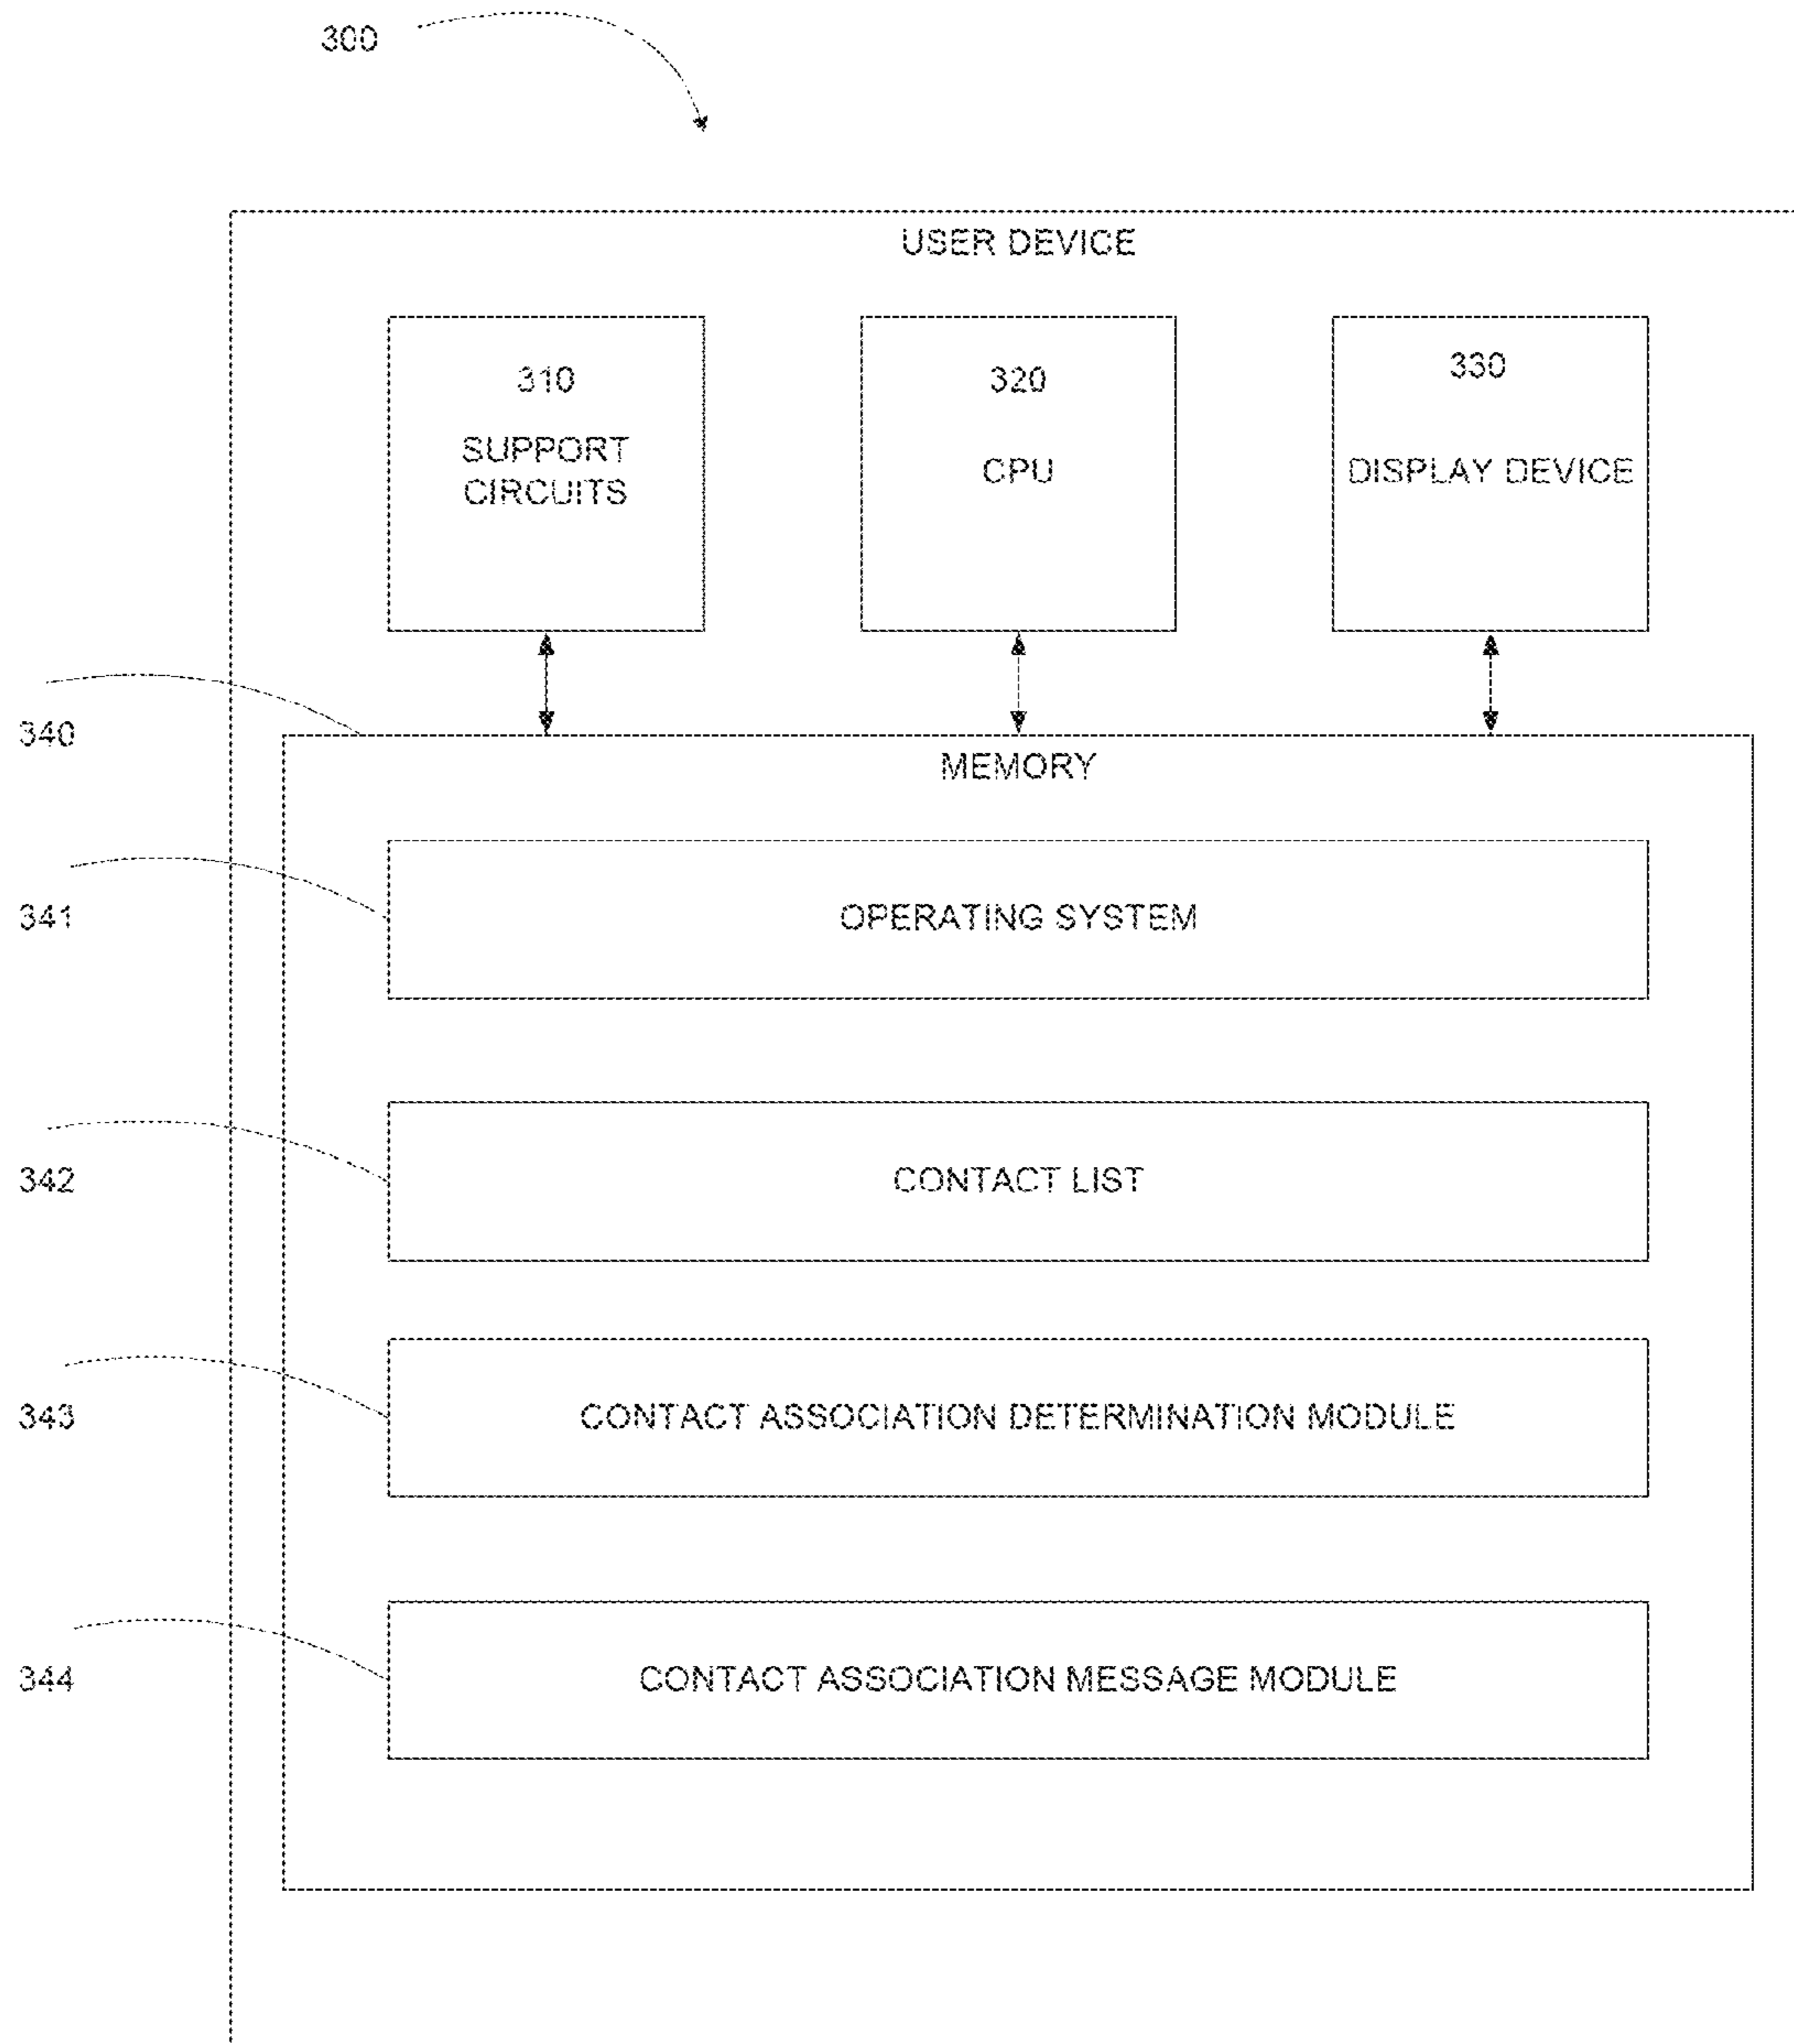 300
USER DEVICE
310
SUPPORT
CIRCUITS
320
CPU
330
DISPLAY DEVICE
340
MEMORY
341
OPERATING SYSTEM
342
CONTACT LIST
343
CONTACT ASSOCIATION DETERMINATION MODULE
344
CONTACT ASSOCIATION MESSAGE MODULE